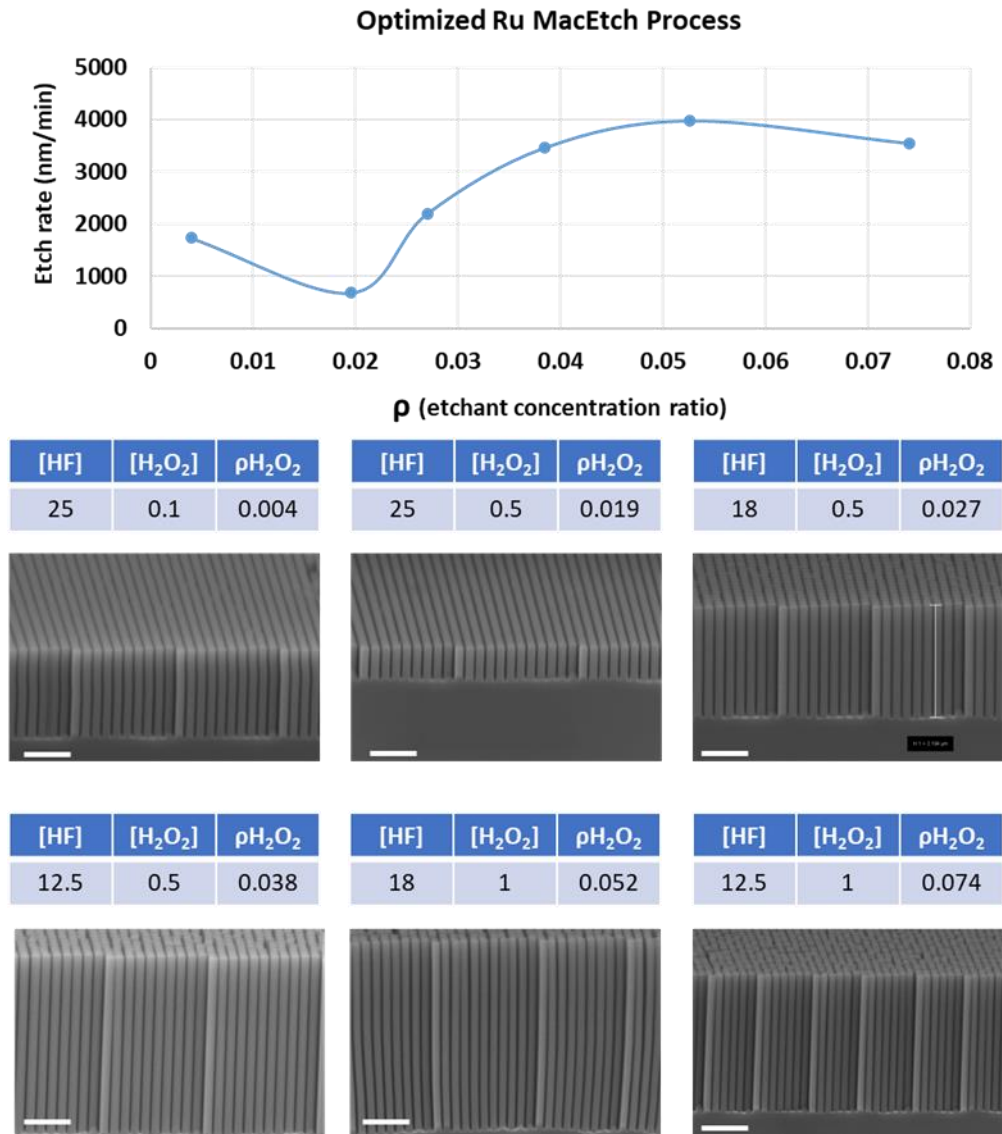 Optimized Ru MacEtch Process
5000
4000
3000
2000
1000
0
Etch rate (nm/min)
0 0.01 0.02 0.03 0.04 0.05 0.06 0.07 0.08
ρ (etchant concentration ratio)
[HF] [H₂O₂] ρH₂O₂
25 0.1 0.004
[HF] [H₂O₂] ρH₂O₂
25 0.5 0.019
[HF] [H₂O₂] ρH₂O₂
18 0.5 0.027
[HF] [H₂O₂] ρH₂O₂
12.5 0.5 0.038
[HF] [H₂O₂] ρH₂O₂
18 1 0.052
[HF] [H₂O₂] ρH₂O₂
12.5 1 0.074